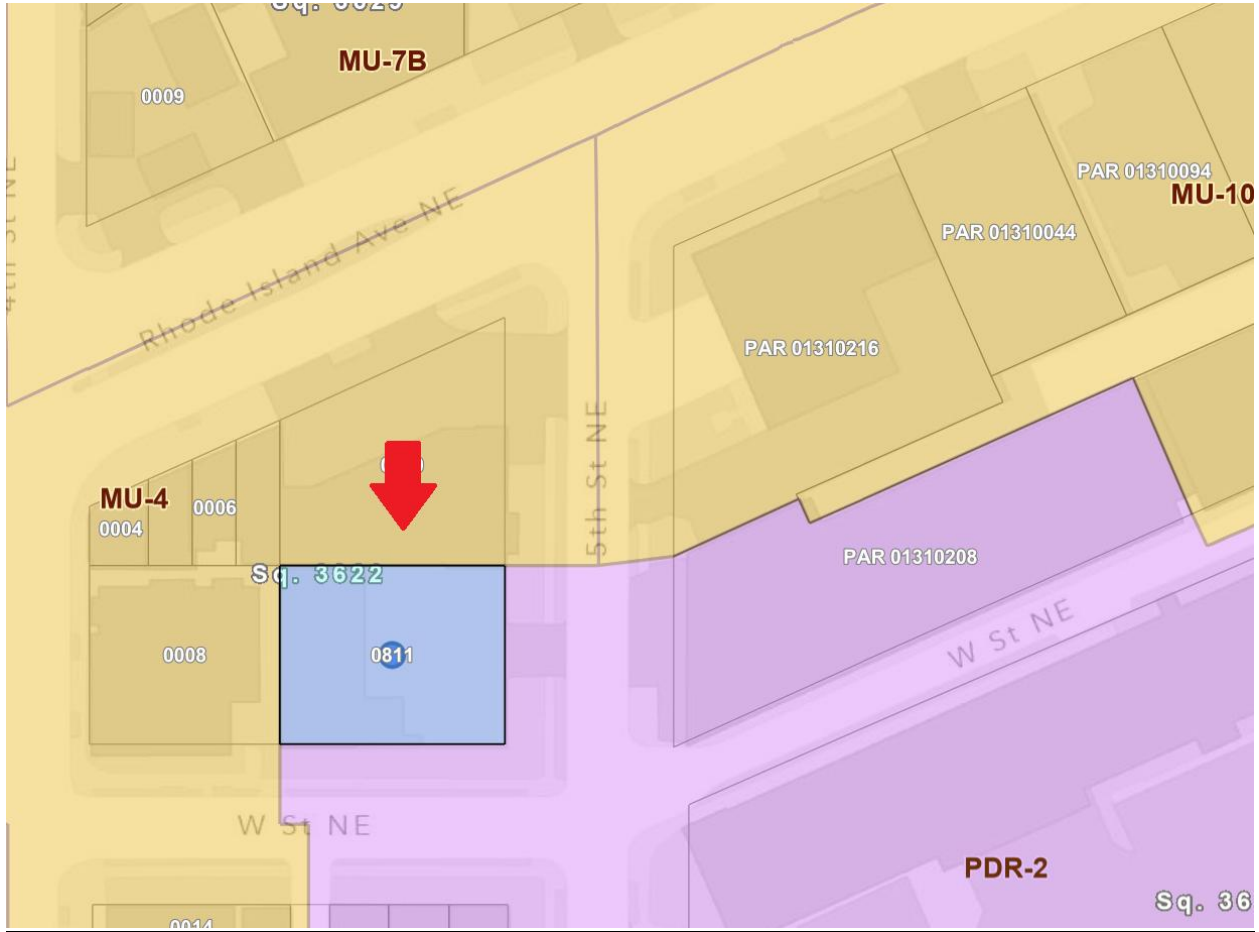 Sq. 3629
MU-7B
0009
4th St NE
PAR 01310094
MU-10
Rhode Island Ave NE
PAR 01310044
PAR 01310216
5th St NE
MU-4
0006
0004
PAR 01310208
Sq. 3622
0008
0811
W St NE
W St NE
PDR-2
Sq. 36
0014